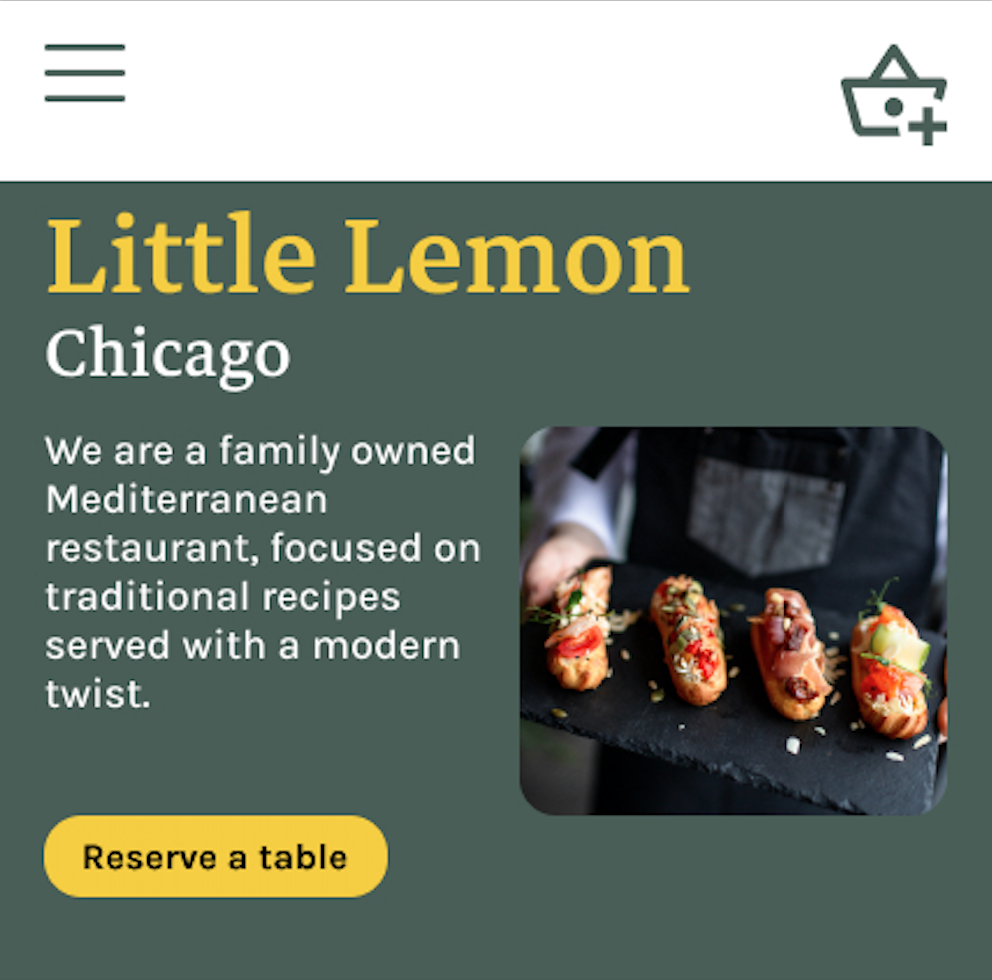 Little Lemon
Chicago
We are a family owned
Mediterranean
restaurant, focused on
traditional recipes
served with a modern
twist.
Reserve a table